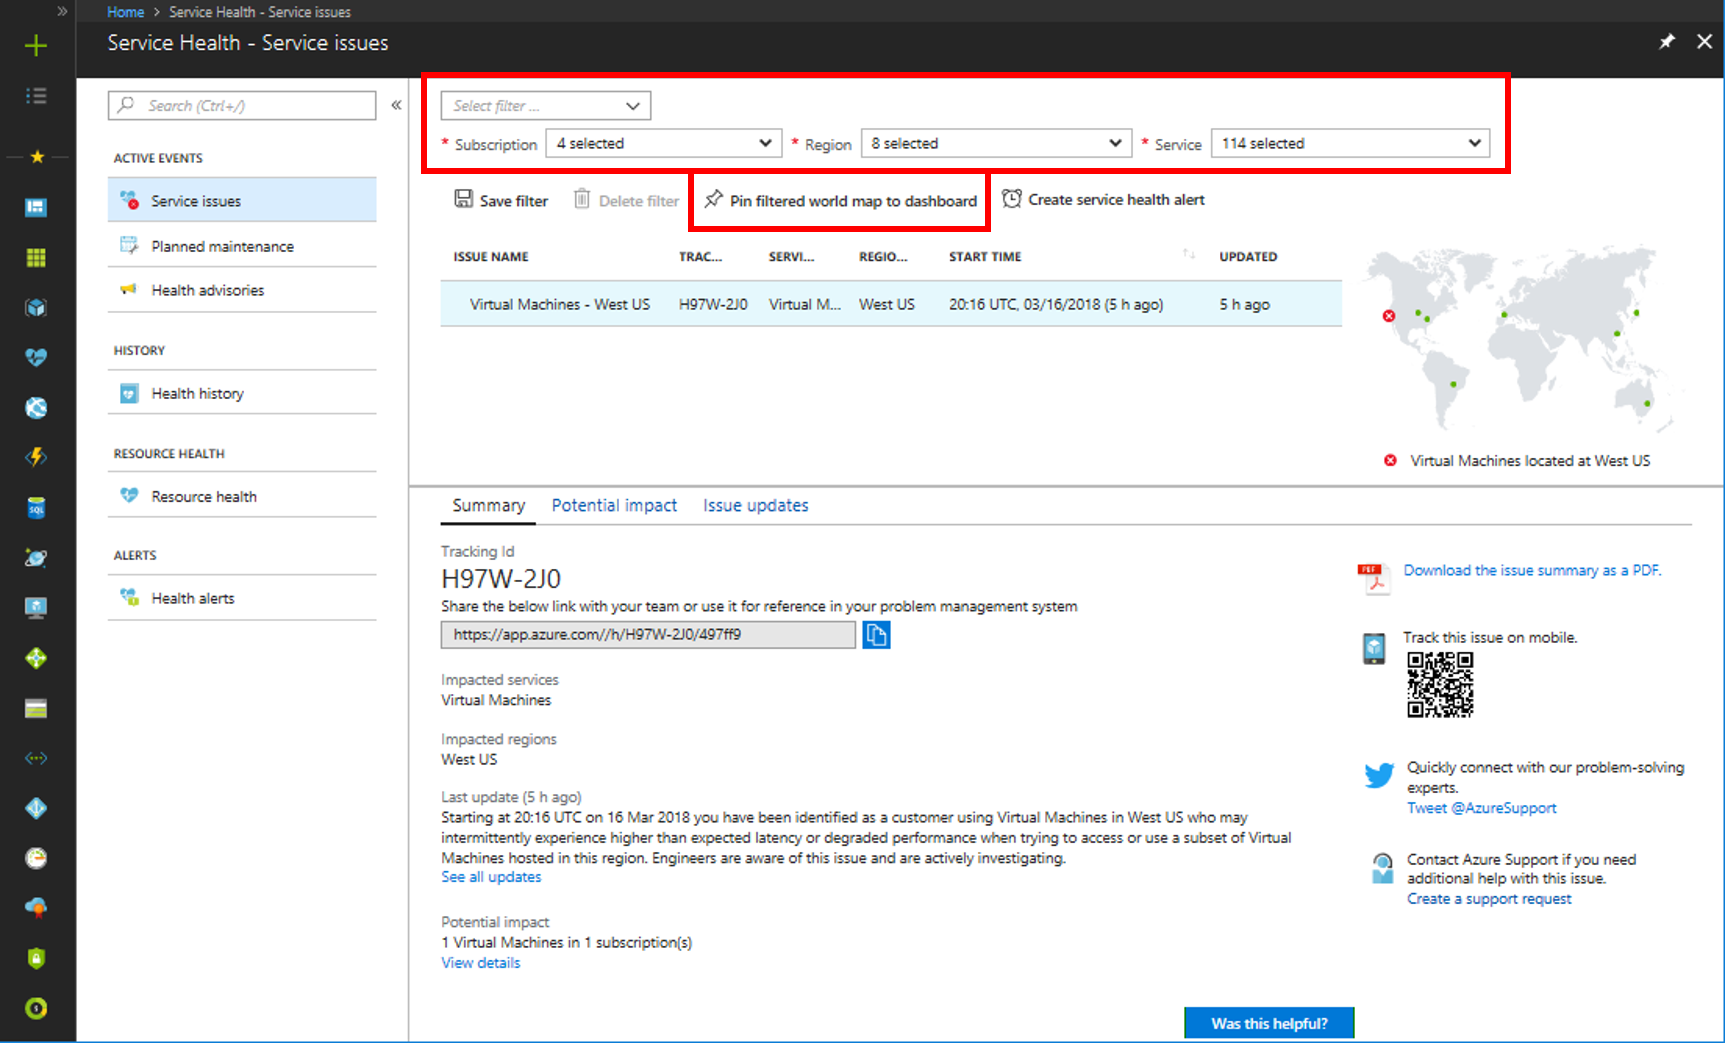 Home > Service Health - Service issues
Service Health - Service issues
Search (Ctrl+/)
ACTIVE EVENTS
Service issues
Planned maintenance
Health advisories
HISTORY
Health history
RESOURCE HEALTH
Resource health
ALERTS
Health alerts
Select filter ...
* Subscription 4 selected * Region 8 selected * Service 114 selected
Save filter Delete filter Pin filtered world map to dashboard Create service health alert
ISSUE NAME TRAC... SERVI... REGIO... START TIME UPDATED
Virtual Machines - West US H97W-2J0 Virtual M... West US 20:16 UTC, 03/16/2018 (5 h ago) 5 h ago
Virtual Machines located at West US
Summary Potential impact Issue updates
Tracking Id
H97W-2J0
Share the below link with your team or use it for reference in your problem management system
https://app.azure.com//h/H97W-2J0/497ff9
Impacted services
Virtual Machines
Impacted regions
West US
Last update (5 h ago)
Starting at 20:16 UTC on 16 Mar 2018 you have been identified as a customer using Virtual Machines in West US who may
intermittently experience higher than expected latency or degraded performance when trying to access or use a subset of Virtual
Machines hosted in this region. Engineers are aware of this issue and are actively investigating.
See all updates
Potential impact
1 Virtual Machines in 1 subscription(s)
View details
PDF
Download the issue summary as a PDF.
Track this issue on mobile.
Quickly connect with our problem-solving
experts.
Tweet @AzureSupport
Contact Azure Support if you need
additional help with this issue.
Create a support request
Was this helpful?
SQL